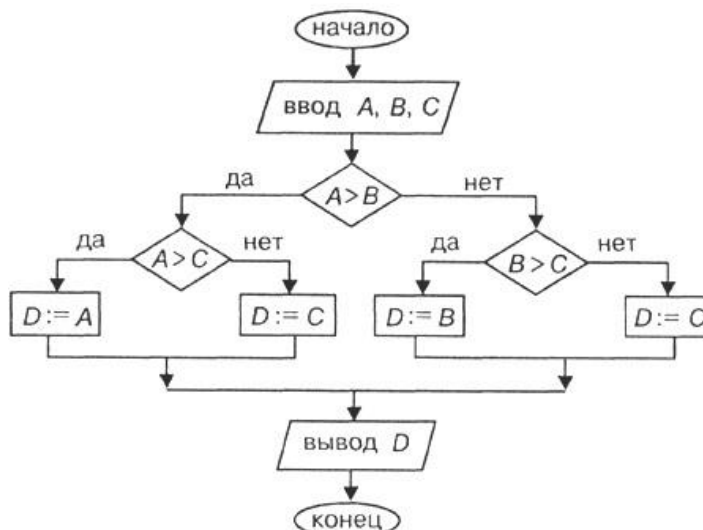 начало
ввод A, B, C
да
A > B
нет
да
A > C
нет
да
B > C
нет
D := A
D := C
D := B
D := C
вывод D
конец